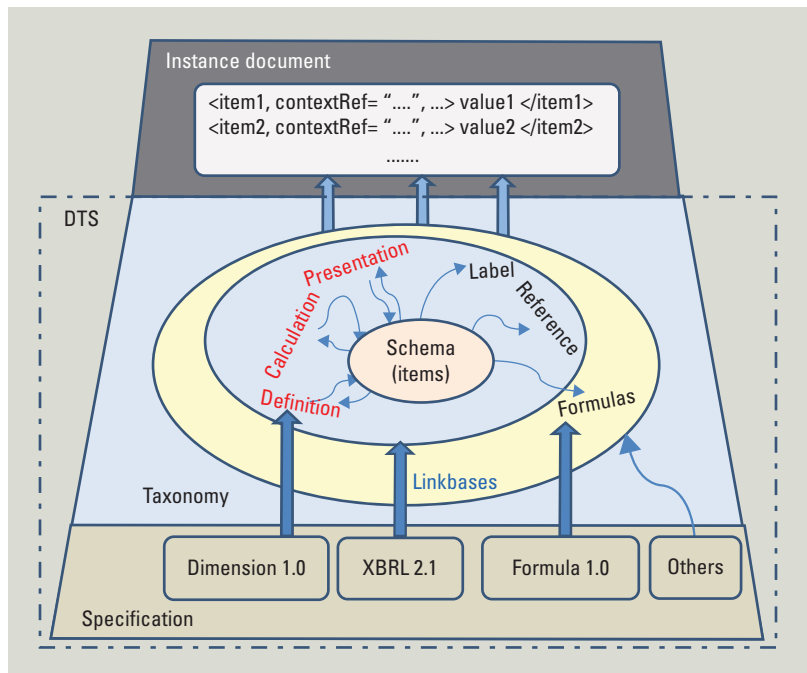 Instance document
<item1, contextRef= “....”, ...> value1 </item1>
<item2, contextRef= “....”, ...> value2 </item2>
.......
DTS
Presentation
Label
Reference
Calculation
Schema
(items)
Definition
Formulas
Linkbases
Taxonomy
Dimension 1.0
XBRL 2.1
Formula 1.0
Others
Specification